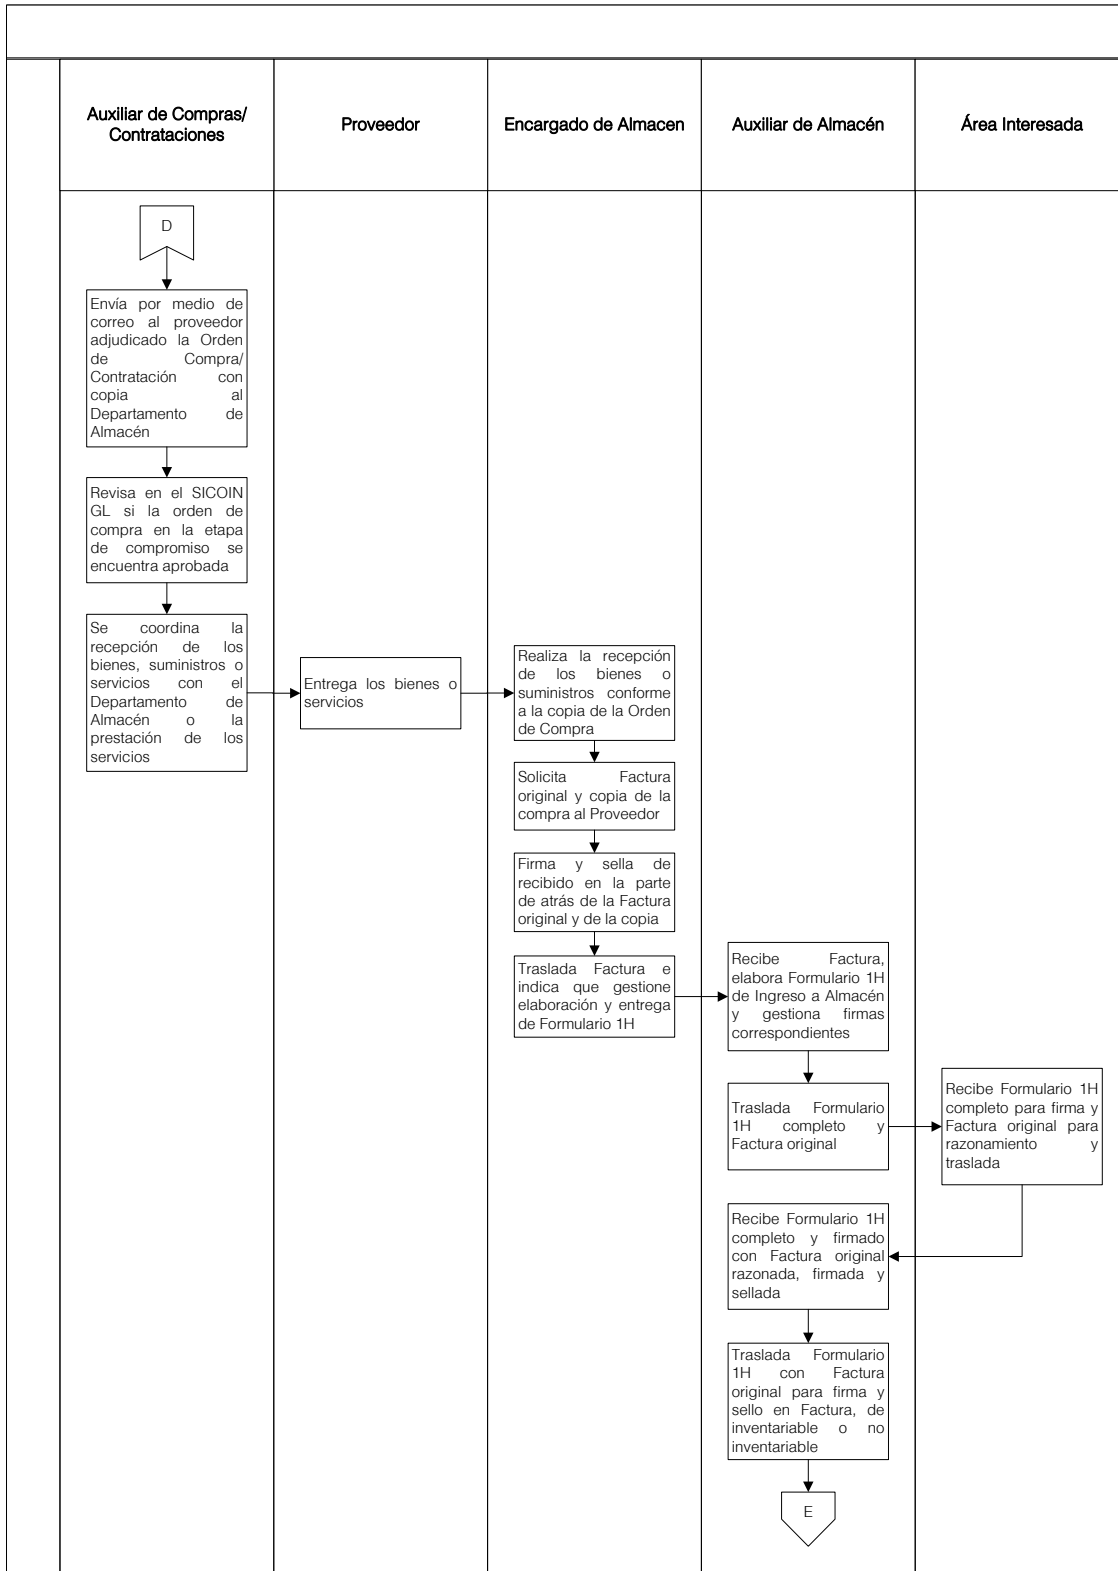 Auxiliar de Compras/
Contrataciones
Proveedor
Encargado de Almacen
Auxiliar de Almacén
Área Interesada
D
Envía por medio de
correo al proveedor
adjudicado la Orden
de Compra/
Contratación con
copia al
Departamento de
Almacén
Revisa en el SICOIN
GL si la orden de
compra en la etapa
de compromiso se
encuentra aprobada
Se coordina la
recepción de los
bienes, suministros o
servicios con el
Departamento de
Almacén o la
prestación de los
servicios
Entrega los bienes o
servicios
Realiza la recepción
de los bienes o
suministros conforme
a la copia de la Orden
de Compra
Solicita Factura
original y copia de la
compra al Proveedor
Firma y sella de
recibido en la parte
de atrás de la Factura
original y de la copia
Traslada Factura e
indica que gestione
elaboración y entrega
de Formulario 1H
Recibe Factura,
elabora Formulario 1H
de Ingreso a Almacén
y gestiona firmas
correspondientes
Traslada Formulario
1H completo y
Factura original
Recibe Formulario 1H
completo para firma y
Factura original para
razonamiento y
traslada
Recibe Formulario 1H
completo y firmado
con Factura original
razonada, firmada y
sellada
Traslada Formulario
1H con Factura
original para firma y
sello en Factura, de
inventariable o no
inventariable
E